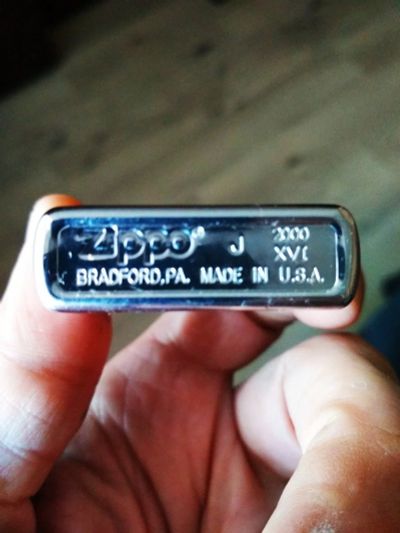 Zippo® J 2000
XVI
BRADFORD,PA. MADE IN U.S.A.